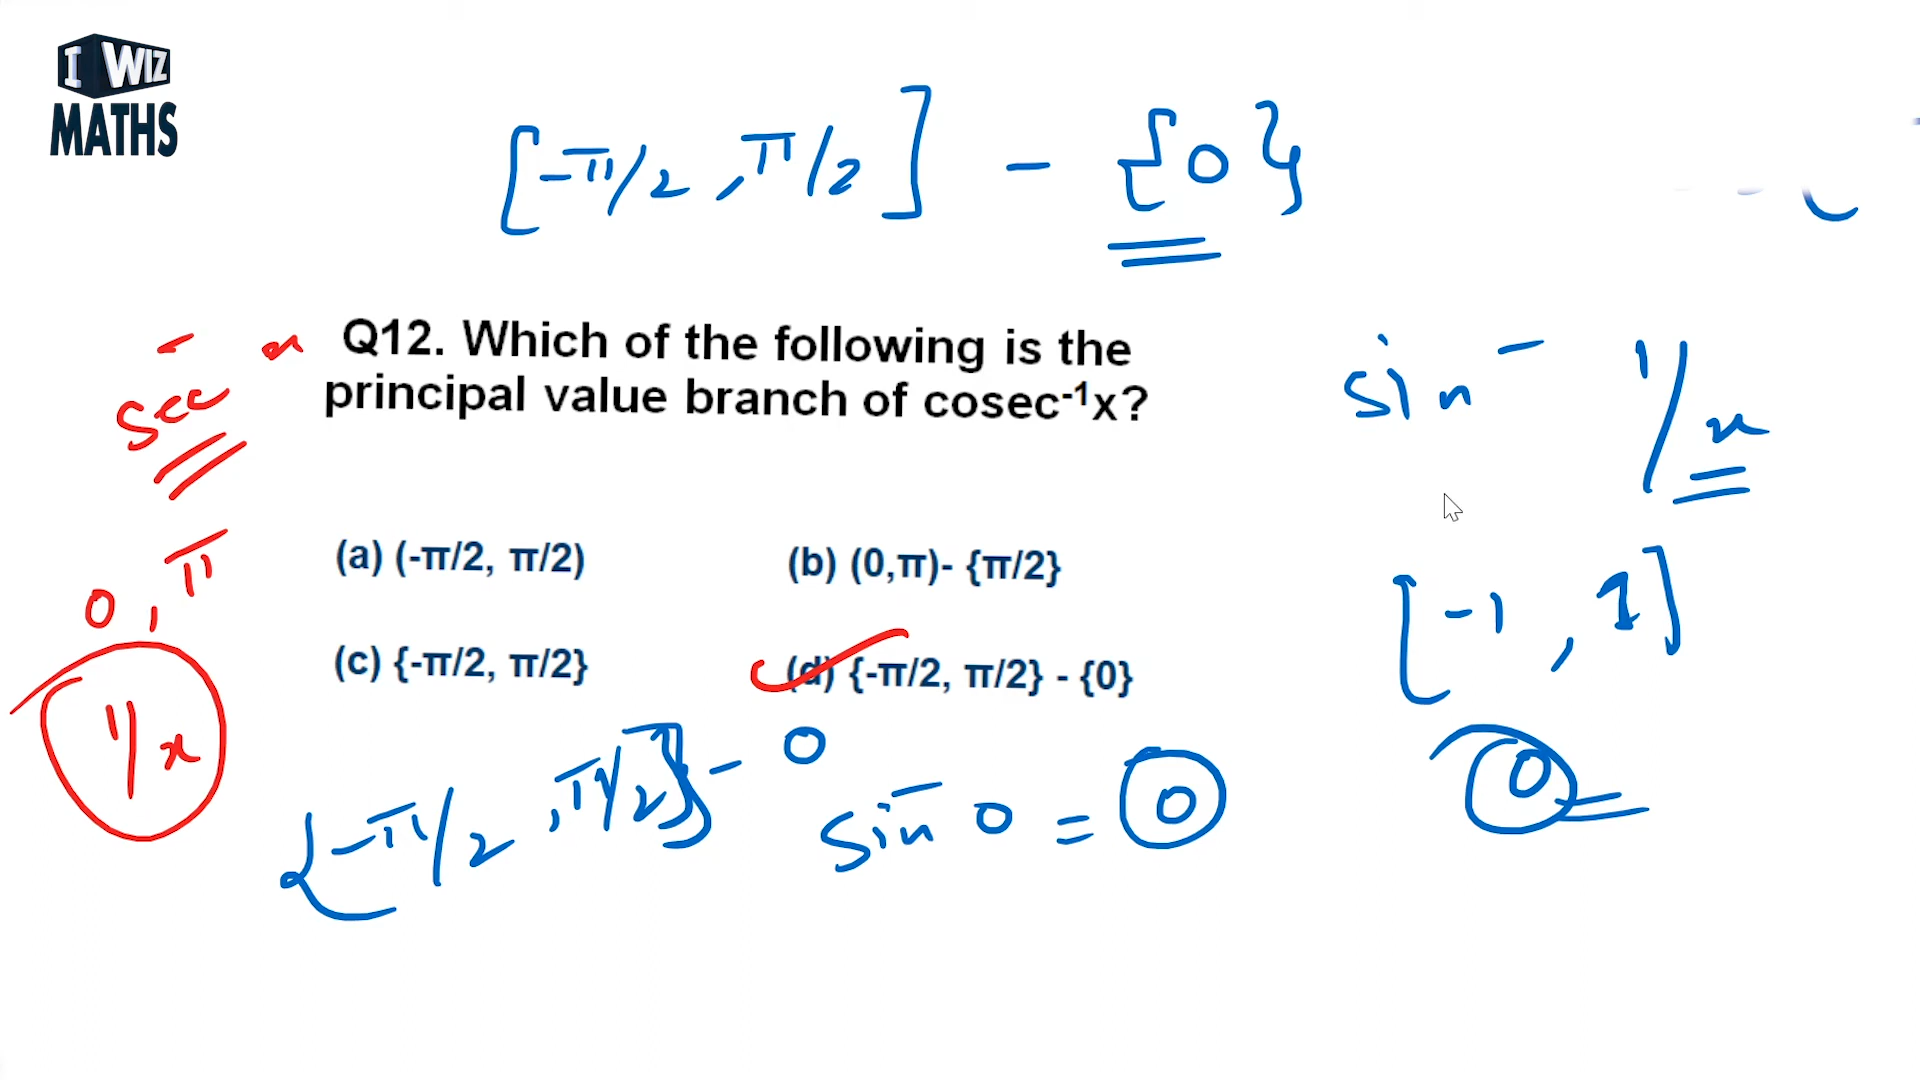 I WIZ
MATHS
[-π/2, π/2] - {0}
Q12. Which of the following is the
principal value branch of cosec⁻¹x?
sec⁻ x
sin⁻ 1/x
(a) (-π/2, π/2)
(b) (0,π)- {π/2}
0, π
[-1, 1]
(c) {-π/2, π/2}
(d) {-π/2, π/2} - {0}
1/x
{-π/2, π/2} - 0
sin⁻ 0 = 0
0